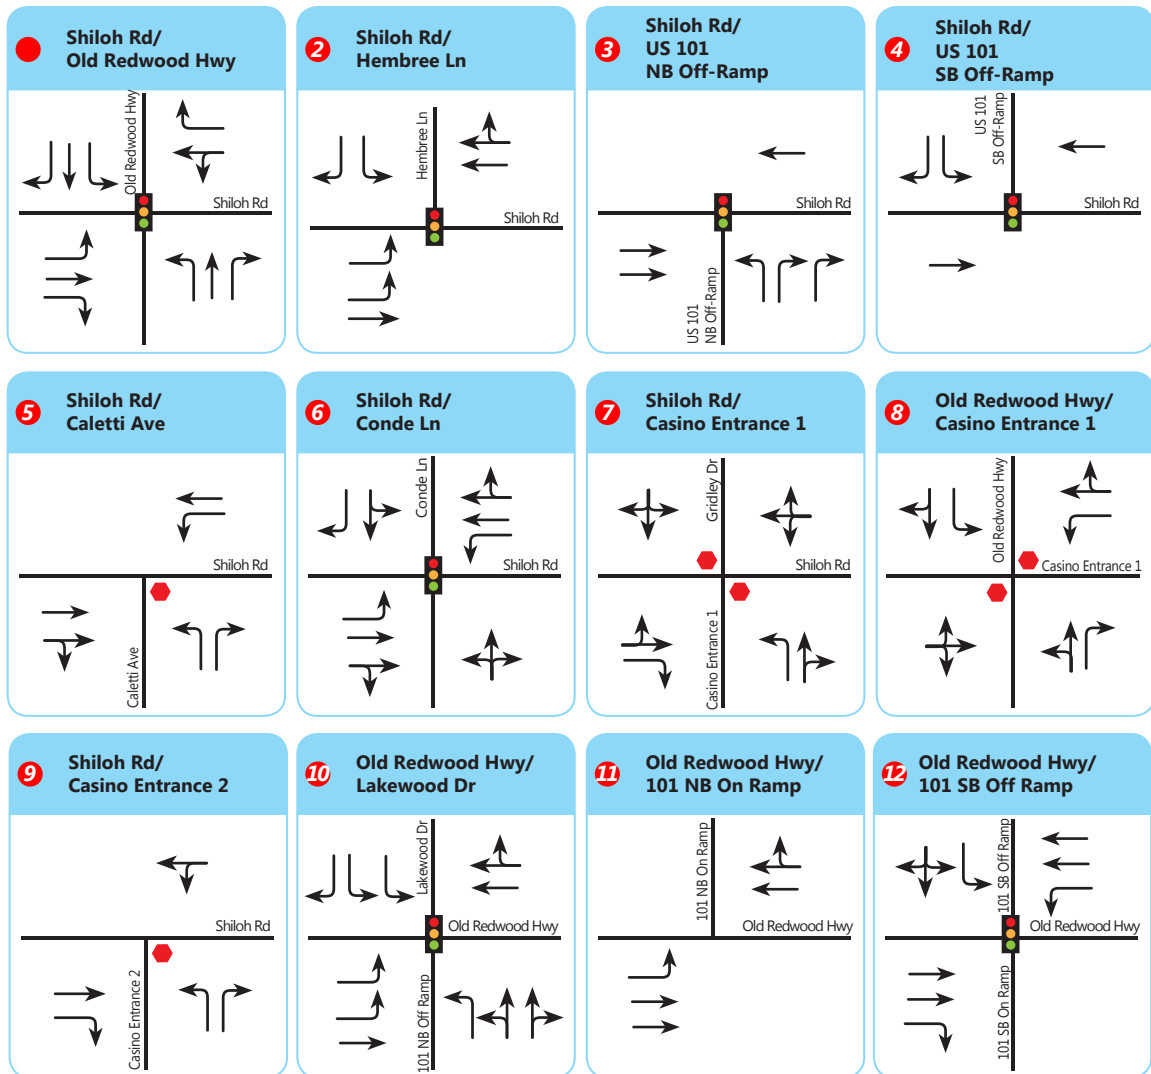 Shiloh Rd/
Old Redwood Hwy
Old Redwood Hwy
Shiloh Rd
2
Shiloh Rd/
Hembree Ln
Hembree Ln
Shiloh Rd
3
Shiloh Rd/
US 101
NB Off-Ramp
Shiloh Rd
US 101
NB Off-Ramp
4
Shiloh Rd/
US 101
SB Off-Ramp
US 101
SB Off-Ramp
Shiloh Rd
5
Shiloh Rd/
Caletti Ave
Shiloh Rd
Caletti Ave
6
Shiloh Rd/
Conde Ln
Conde Ln
Shiloh Rd
7
Shiloh Rd/
Casino Entrance 1
Gridley Dr
Shiloh Rd
Casino Entrance 1
8
Old Redwood Hwy/
Casino Entrance 1
Old Redwood Hwy
Casino Entrance 1
9
Shiloh Rd/
Casino Entrance 2
Shiloh Rd
Casino Entrance 2
10
Old Redwood Hwy/
Lakewood Dr
Lakewood Dr
Old Redwood Hwy
101 NB Off Ramp
11
Old Redwood Hwy/
101 NB On Ramp
101 NB On Ramp
Old Redwood Hwy
12
Old Redwood Hwy/
101 SB Off Ramp
101 SB Off Ramp
Old Redwood Hwy
101 SB On Ramp